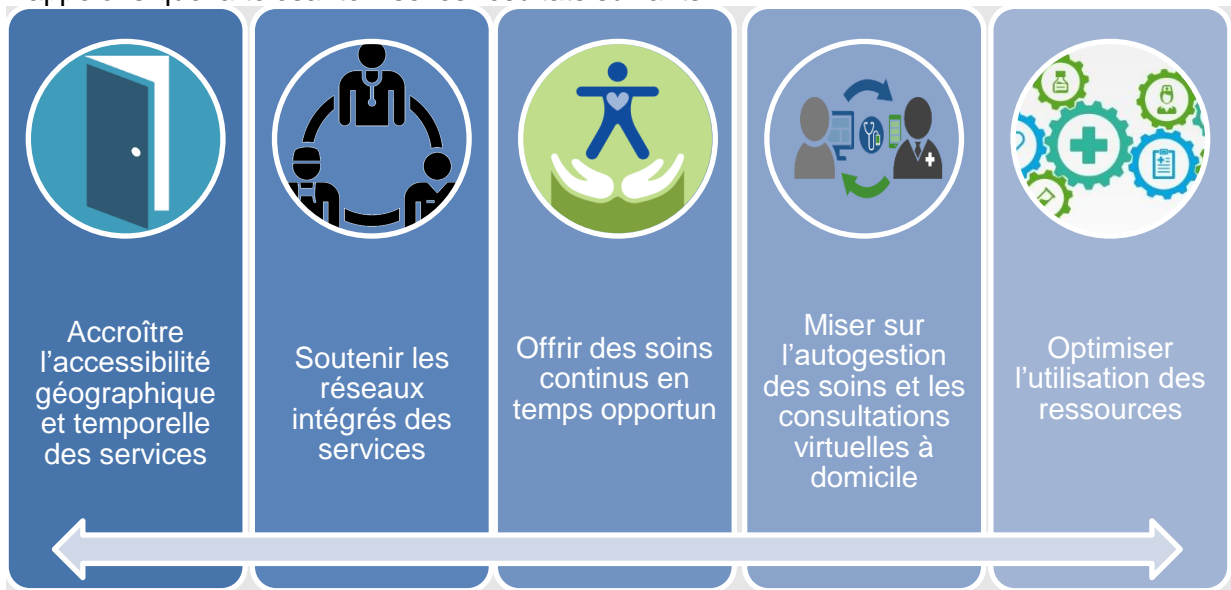 Accroître
l'accessibilité
géographique
et temporelle
des services
Soutenir les
réseaux
intégrés des
services
Offrir des soins
continus en
temps opportun
Miser sur
l'autogestion
des soins et les
consultations
virtuelles à
domicile
Optimiser
l'utilisation des
ressources